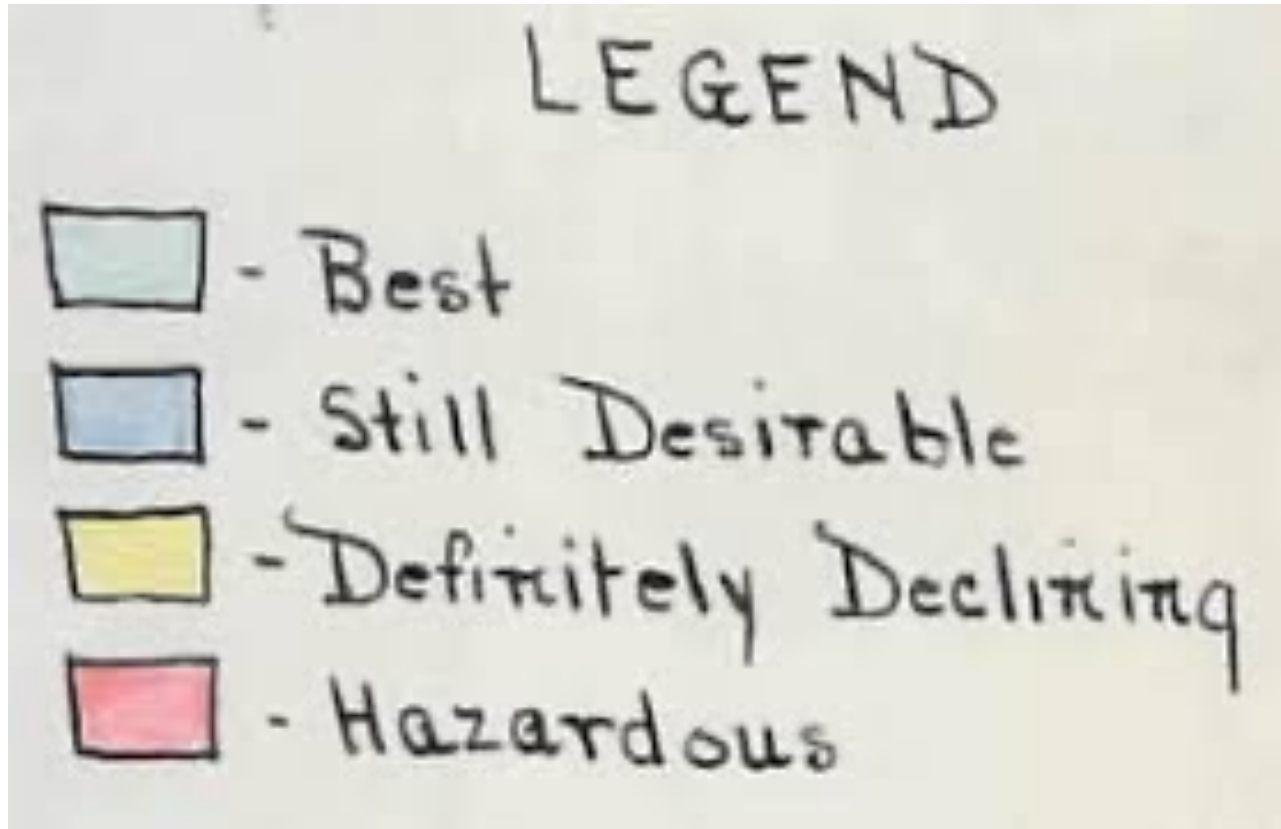 LEGEND
- Best
- Still Desirable
- Definitely Declining
- Hazardous